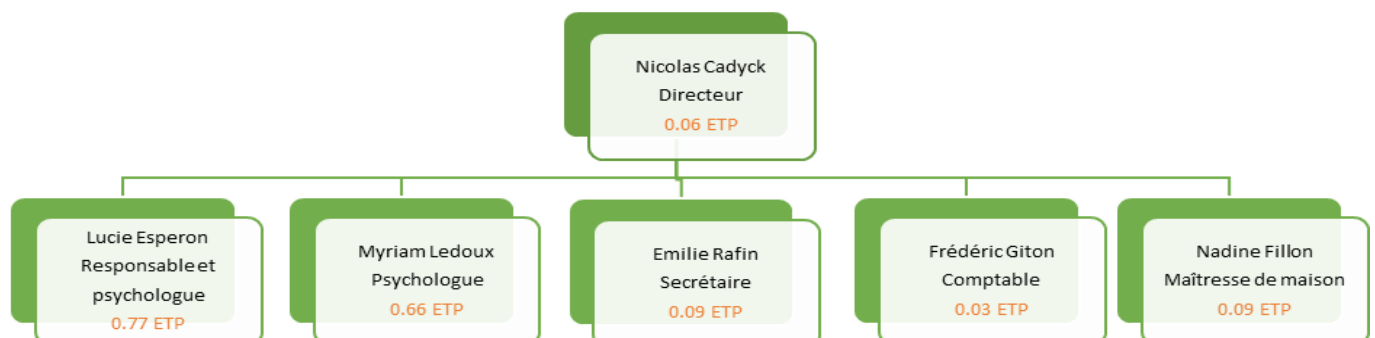 Nicolas Cadyck
Directeur
0.06 ETP
Lucie Esperon
Responsable et
psychologue
0.77 ETP
Myriam Ledoux
Psychologue
0.66 ETP
Emilie Rafin
Secrétaire
0.09 ETP
Frédéric Giton
Comptable
0.03 ETP
Nadine Fillon
Maîtresse de maison
0.09 ETP